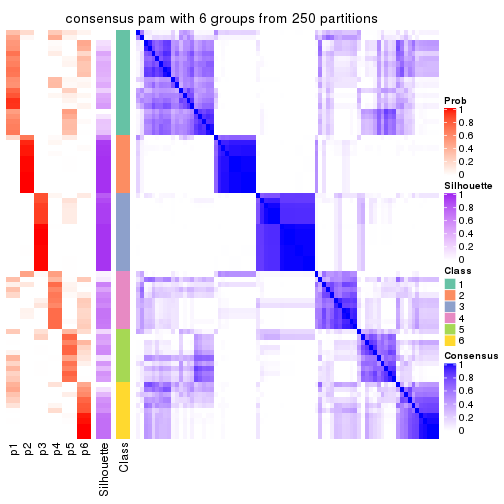 consensus pam with 6 groups from 250 partitions
Prob
1
0.8
0.6
0.4
0.2
0
Silhouette
1
0.8
0.6
0.4
0.2
0
Class
1
2
3
4
5
6
Consensus
1
0.8
0.6
0.4
0.2
0
p1
p2
p3
p4
p5
p6
Silhouette
Class